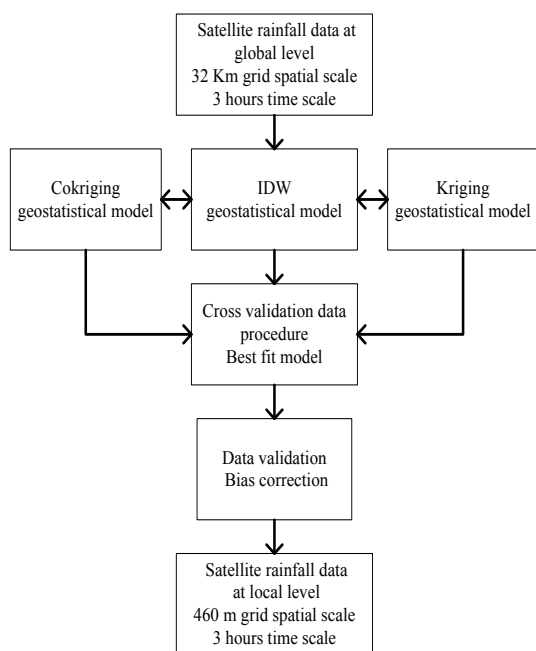 Satellite rainfall data at
global level
32 Km grid spatial scale
3 hours time scale
Cokriging
geostatistical model
IDW
geostatistical model
Kriging
geostatistical model
Cross validation data
procedure
Best fit model
Data validation
Bias correction
Satellite rainfall data
at local level
460 m grid spatial scale
3 hours time scale